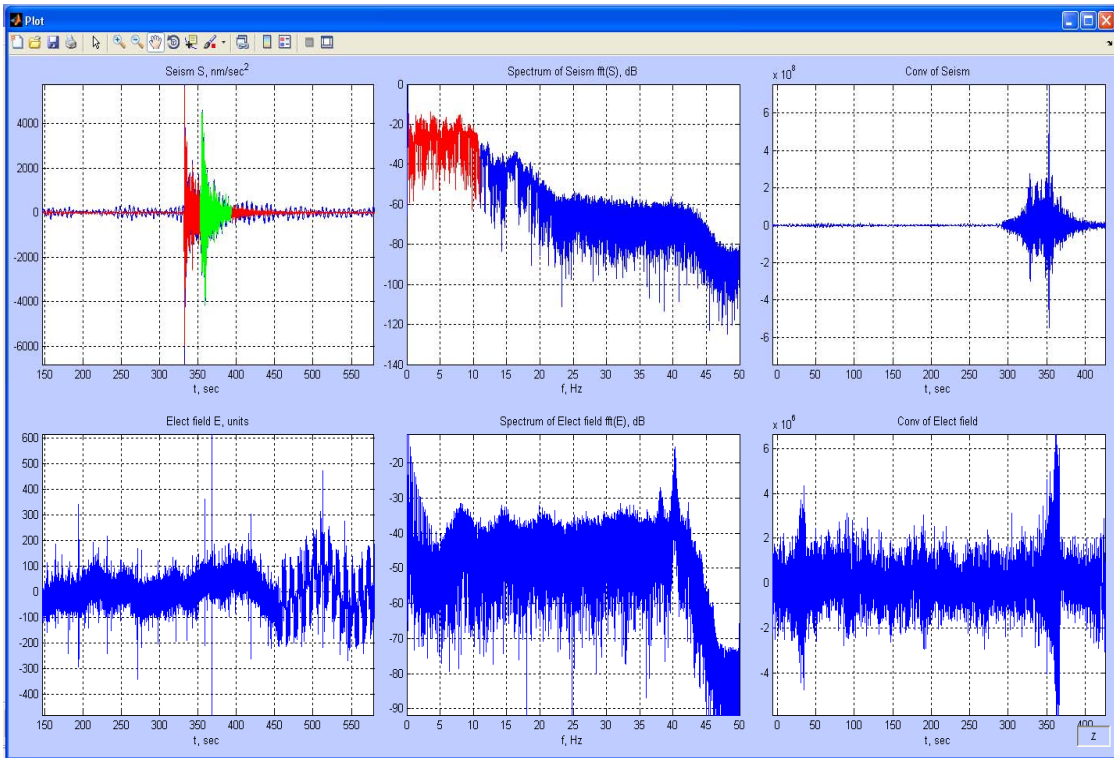 Plot
Seism S, nm/sec²
4000
2000
0
-2000
-4000
-6000
150 200 250 300 350 400 450 500 550
t, sec
Spectrum of Seism fft(S), dB
0
-20
-40
-60
-80
-100
-120
-140
0 5 10 15 20 25 30 35 40 45 50
f, Hz
x 10⁸
Conv of Seism
6
4
2
0
-2
-4
-6
0 50 100 150 200 250 300 350 400
t, sec
Elect field E, units
600
500
400
300
200
100
0
-100
-200
-300
-400
150 200 250 300 350 400 450 500 550
t, sec
Spectrum of Elect field fft(E), dB
-20
-30
-40
-50
-60
-70
-80
-90
0 5 10 15 20 25 30 35 40 45 50
f, Hz
x 10⁶
Conv of Elect field
6
4
2
0
-2
-4
0 50 100 150 200 250 300 350 400
t, sec
Z